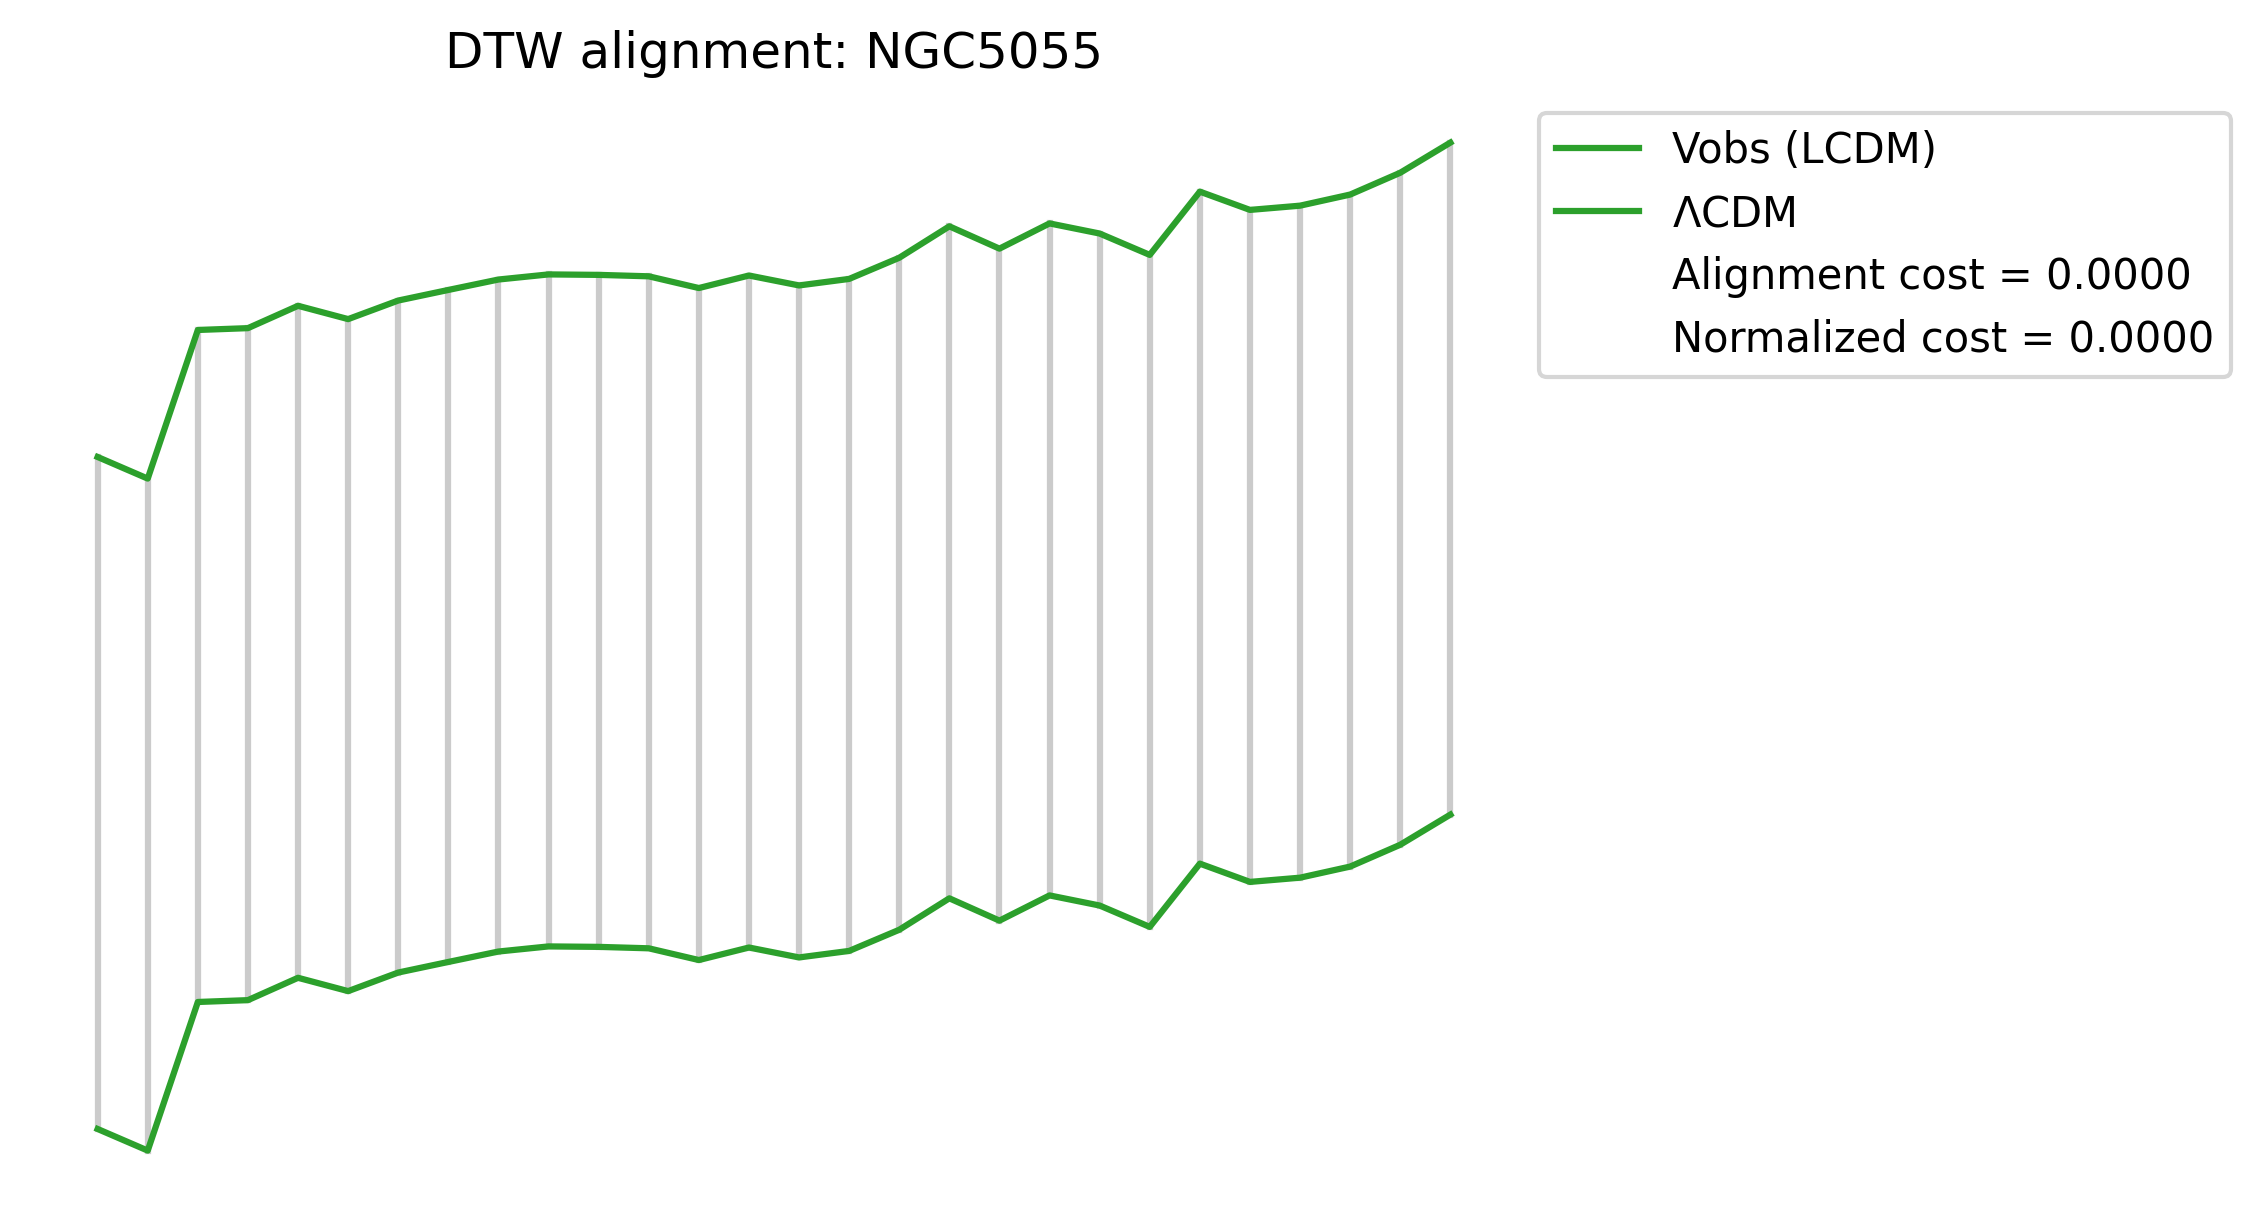 DTW alignment: NGC5055
Vobs (LCDM)
ΛCDM
Alignment cost = 0.0000
Normalized cost = 0.0000